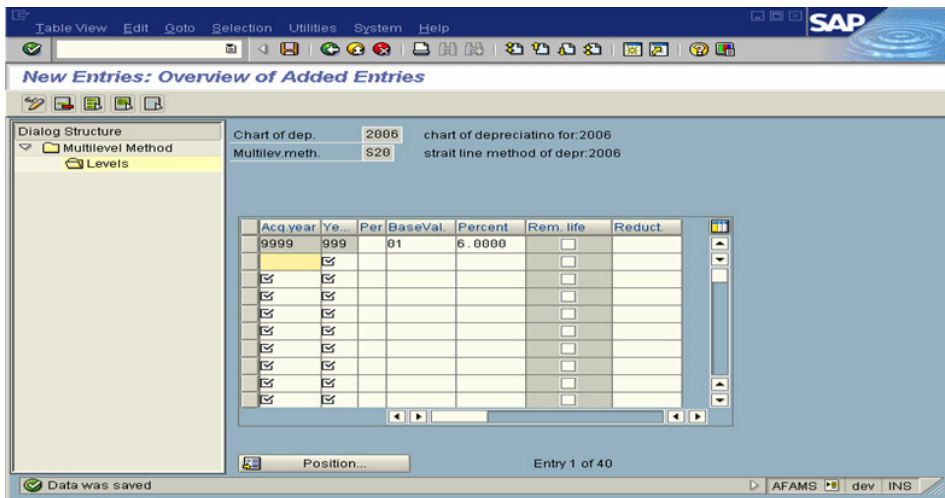 Table View Edit Goto Selection Utilities System Help
SAP
New Entries: Overview of Added Entries
Dialog Structure
Multilevel Method
Levels
Chart of dep. 2006 chart of depreciatino for:2006
Multilev.meth. S20 strait line method of depr:2006
Acq.year Ye... Per BaseVal. Percent Rem. life Reduct.
9999 999 01 6.0000
Position... Entry 1 of 40
Data was saved AFAMS dev INS